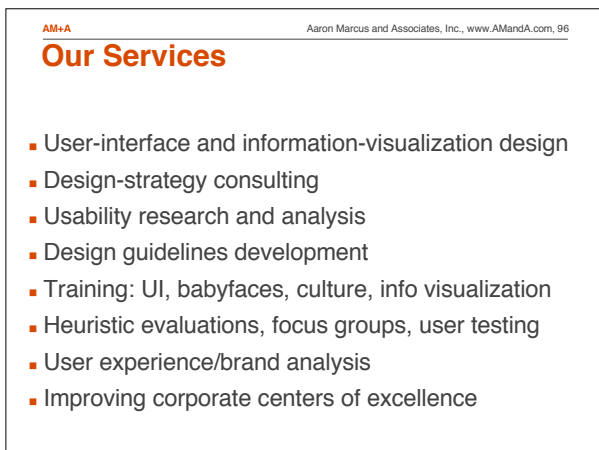 AM+A Aaron Marcus and Associates, Inc., www.AMandA.com, 96
Our Services
■ User-interface and information-visualization design
■ Design-strategy consulting
■ Usability research and analysis
■ Design guidelines development
■ Training: UI, babyfaces, culture, info visualization
■ Heuristic evaluations, focus groups, user testing
■ User experience/brand analysis
■ Improving corporate centers of excellence